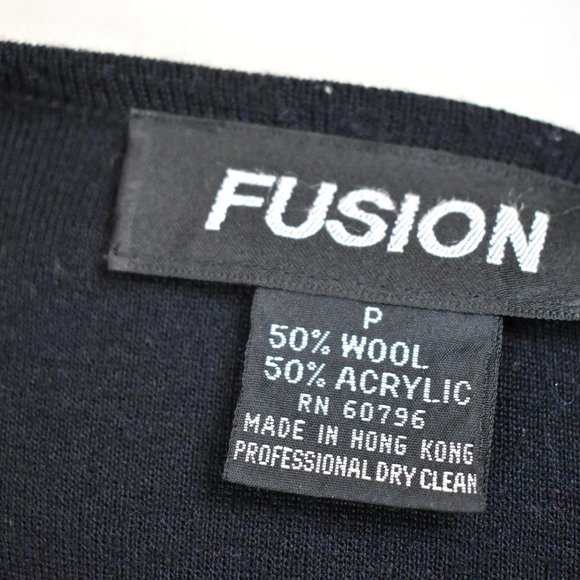 FUSION
P
50% WOOL
50% ACRYLIC
RN 60796
MADE IN HONG KONG
PROFESSIONAL DRY CLEAN